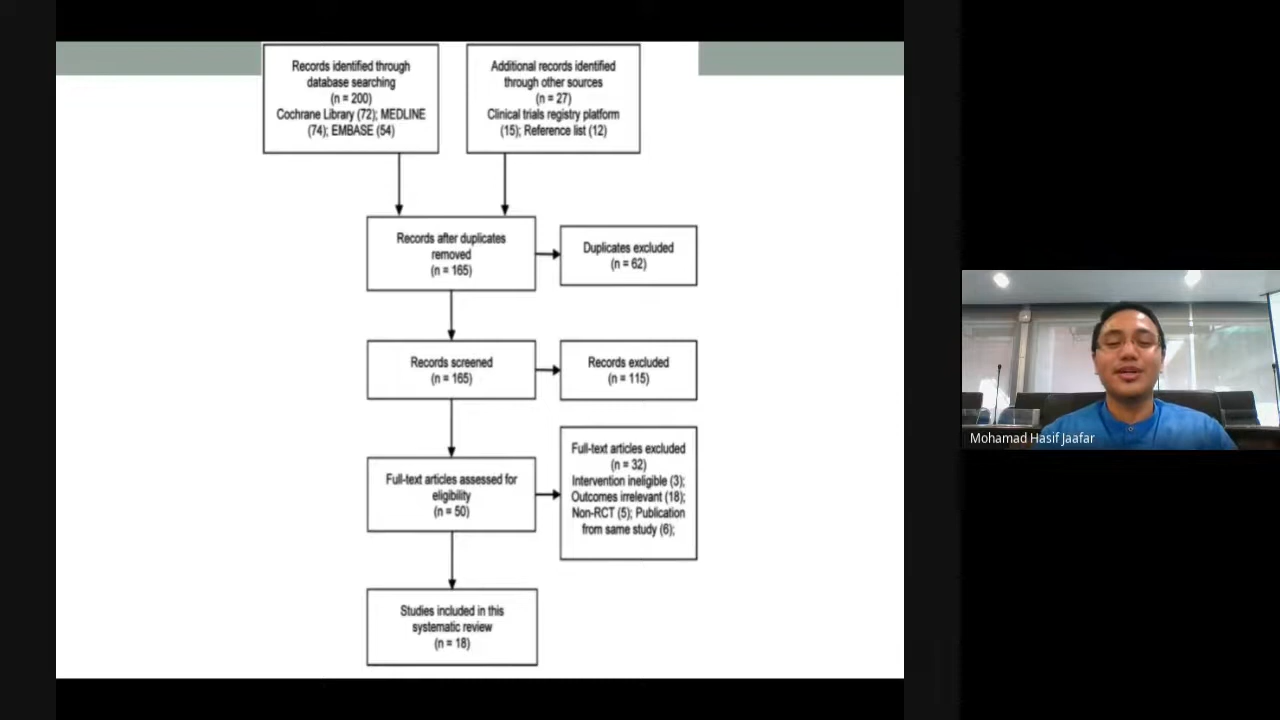 Records identified through
database searching
(n = 200)
Cochrane Library (72); MEDLINE
(74); EMBASE (54)
Additional records identified
through other sources
(n = 27)
Clinical trials registry platform
(15); Reference list (12)
Records after duplicates
removed
(n = 165)
Duplicates excluded
(n = 62)
Records screened
(n = 165)
Records excluded
(n = 115)
Full-text articles assessed for
eligibility
(n = 50)
Full-text articles excluded
(n = 32)
Intervention ineligible (3);
Outcomes irrelevant (18);
Non-RCT (5); Publication
from same study (6);
Studies included in this
systematic review
(n = 18)
Mohamad Hasif Jaafar